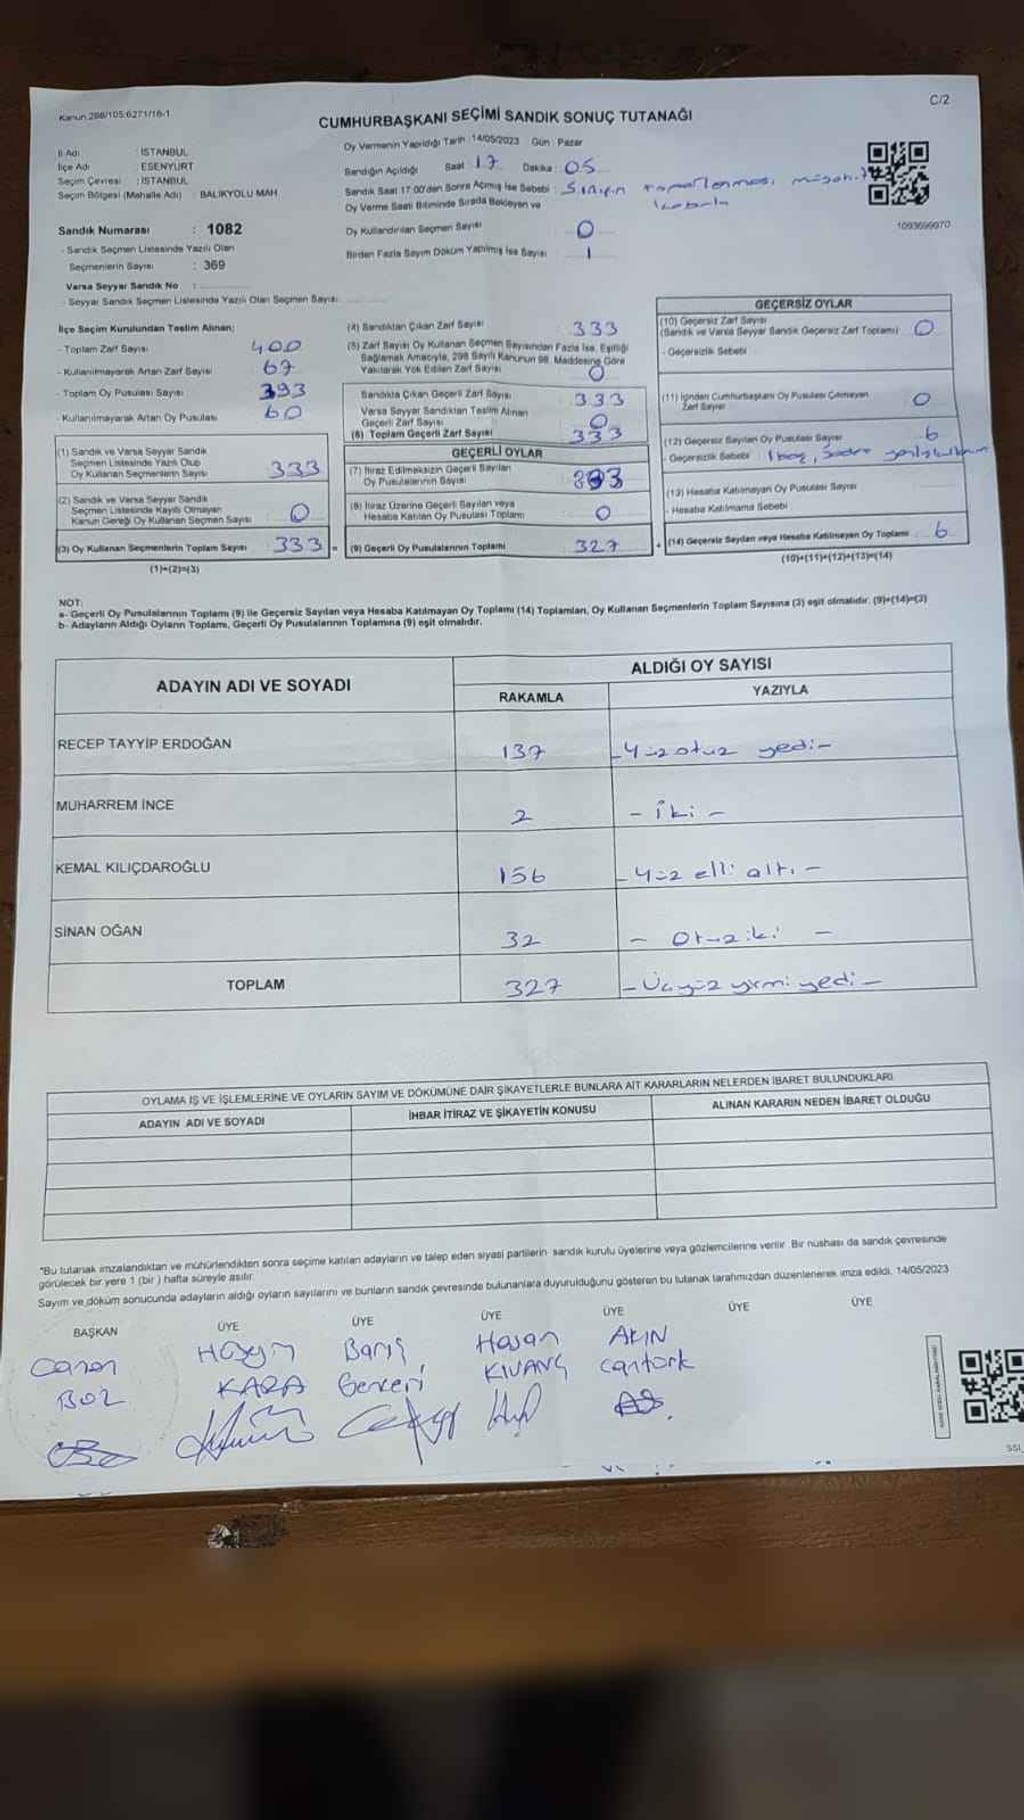 Kanun:298/105:6271/16-1
C/2
CUMHURBAŞKANI SEÇİMİ SANDIK SONUÇ TUTANAĞI
İl Adı : İSTANBUL
İlçe Adı : ESENYURT
Seçim Çevresi : İSTANBUL
Seçim Bölgesi (Mahalle Adı) : BALIKYOLU MAH
Oy Vermenin Yapıldığı Tarih : 14/05/2023 Gün : Pazar
Sandığın Açıldığı Saat : 17 Dakika : 05
Sandık Saat 17:00'den Sonra Açılmış İse Sebebi :
Oy Verme Saati Bitiminde Sırada Bekleyen ve
Oy Kullandırılan Seçmen Sayısı 0
Birden Fazla Sayım Döküm Yapılmış İse Sayısı 1
1093699070
Sandık Numarası : 1082
- Sandık Seçmen Listesinde Yazılı Olan
Seçmenlerin Sayısı : 369
Varsa Seyyar Sandık No :
- Seyyar Sandık Seçmen Listesinde Yazılı Olan Seçmen Sayısı
İlçe Seçim Kurulundan Teslim Alınan;
- Toplam Zarf Sayısı 400
- Kullanılmayarak Artan Zarf Sayısı 67
- Toplam Oy Pusulası Sayısı 393
- Kullanılmayarak Artan Oy Pusulası 60
(1) Sandık ve Varsa Seyyar Sandık
Seçmen Listesinde Yazılı Olup
Oy Kullanan Seçmenlerin Sayısı 333
(2) Sandık ve Varsa Seyyar Sandık
Seçmen Listesinde Kayıtlı Olmayan
Kanun Gereği Oy Kullanan Seçmen Sayısı 0
(3) Oy Kullanan Seçmenlerin Toplam Sayısı 333
(1)+(2)=(3)
(4) Sandıktan Çıkan Zarf Sayısı 333
(5) Zarf Sayısı Oy Kullanan Seçmen Sayısından Fazla İse, Eşitliği
Sağlamak Amacıyla, 298 Sayılı Kanunun 98. Maddesine Göre
Yakılarak Yok Edilen Zarf Sayısı 0
Sandıkta Çıkan Geçerli Zarf Sayısı 333
Varsa Seyyar Sandıktan Teslim Alınan
Geçerli Zarf Sayısı 0
(6) Toplam Geçerli Zarf Sayısı 333
GEÇERLİ OYLAR
(7) İtiraz Edilmeksizin Geçerli Sayılan
Oy Pusulalarının Sayısı
(8) İtiraz Üzerine Geçerli Sayılan veya
Hesaba Katılan Oy Pusulası Toplamı 0
= (9) Geçerli Oy Pusulalarının Toplamı 327
GEÇERSİZ OYLAR
(10) Geçersiz Zarf Sayısı
(Sandık ve Varsa Seyyar Sandık Geçersiz Zarf Toplamı) 0
- Geçersizlik Sebebi
(11) İçinden Cumhurbaşkanı Oy Pusulası Çıkmayan
Zarf Sayısı 0
(12) Geçersiz Sayılan Oy Pusulası Sayısı 6
- Geçersizlik Sebebi 1 boş,
(13) Hesaba Katılmayan Oy Pusulası Sayısı
- Hesaba Katılmama Sebebi
+ (14) Geçersiz Sayılan veya Hesaba Katılmayan Oy Toplamı 6
(10)+(11)+(12)+(13)=(14)
NOT:
a- Geçerli Oy Pusulalarının Toplamı (9) ile Geçersiz Sayılan veya Hesaba Katılmayan Oy Toplamı (14) Toplamları, Oy Kullanan Seçmenlerin Toplam Sayısına (3) eşit olmalıdır. (9)+(14)=(3)
b- Adayların Aldığı Oyların Toplamı, Geçerli Oy Pusulalarının Toplamına (9) eşit olmalıdır.
ADAYIN ADI VE SOYADI
ALDIĞI OY SAYISI
RAKAMLA YAZIYLA
RECEP TAYYİP ERDOĞAN 137 - Yüz otuz yedi -
MUHARREM İNCE 2 - İki -
KEMAL KILIÇDAROĞLU 156 - Yüz elli altı -
SİNAN OĞAN 32 - Otuz iki -
TOPLAM 327 - Üçyüz yirmi yedi -
OYLAMA İŞ VE İŞLEMLERİNE VE OYLARIN SAYIM VE DÖKÜMÜNE DAİR ŞİKAYETLERLE BUNLARA AİT KARARLARIN NELERDEN İBARET BULUNDUKLARI
ADAYIN ADI VE SOYADI İHBAR İTİRAZ VE ŞİKAYETİN KONUSU ALINAN KARARIN NEDEN İBARET OLDUĞU
"Bu tutanak imzalandıktan ve mühürlendikten sonra seçime katılan adayların ve talep eden siyasi partilerin sandık kurulu üyelerine veya gözlemcilerine verilir. Bir nüshası da sandık çevresinde
görülecek bir yere 1 (bir) hafta süreyle asılır.
Sayım ve döküm sonucunda adayların aldığı oyların sayılarını ve bunların sandık çevresinde bulunanlara duyurulduğunu gösteren bu tutanak tarafımızdan düzenlenerek imza edildi. 14/05/2023
BAŞKAN ÜYE ÜYE ÜYE ÜYE ÜYE ÜYE
Caner Hüseyin Barış Hasan AKIN
BOZ KARA KIVANÇ Cantürk